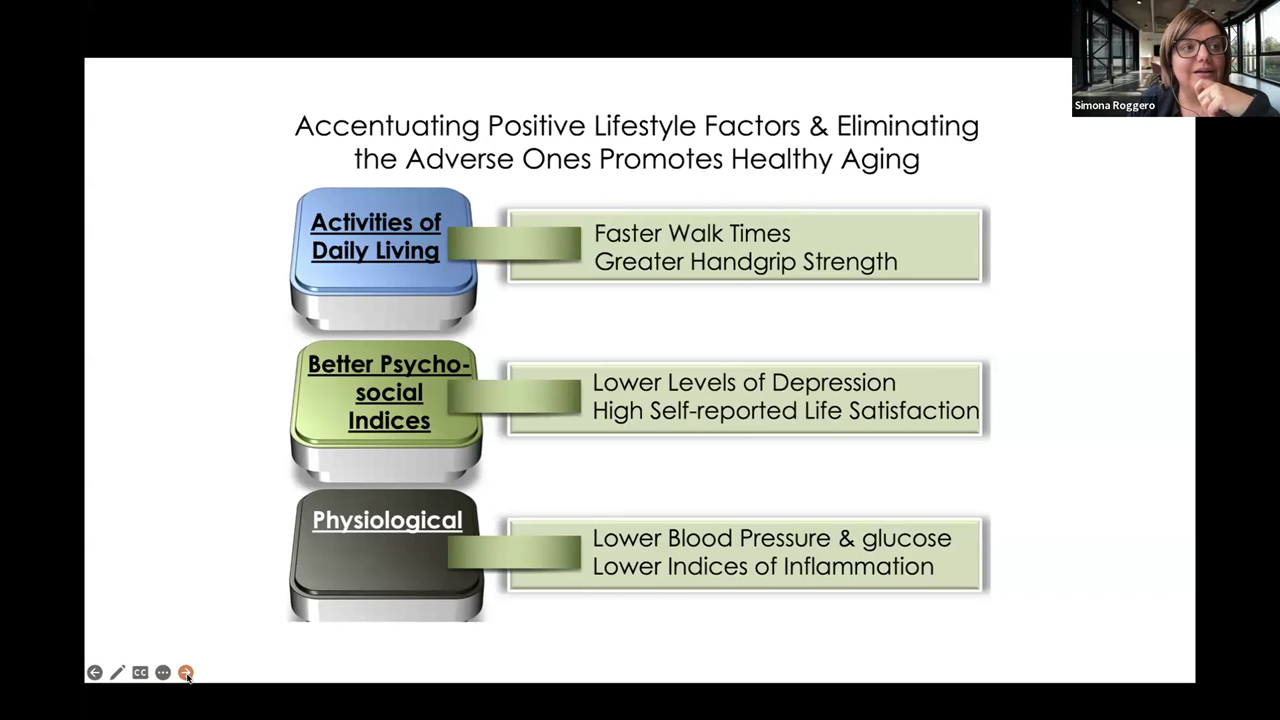 Simona Roggero
Accentuating Positive Lifestyle Factors & Eliminating
the Adverse Ones Promotes Healthy Aging
Activities of
Daily Living
Faster Walk Times
Greater Handgrip Strength
Better Psycho-
social
Indices
Lower Levels of Depression
High Self-reported Life Satisfaction
Physiological
Lower Blood Pressure & glucose
Lower Indices of Inflammation
CC